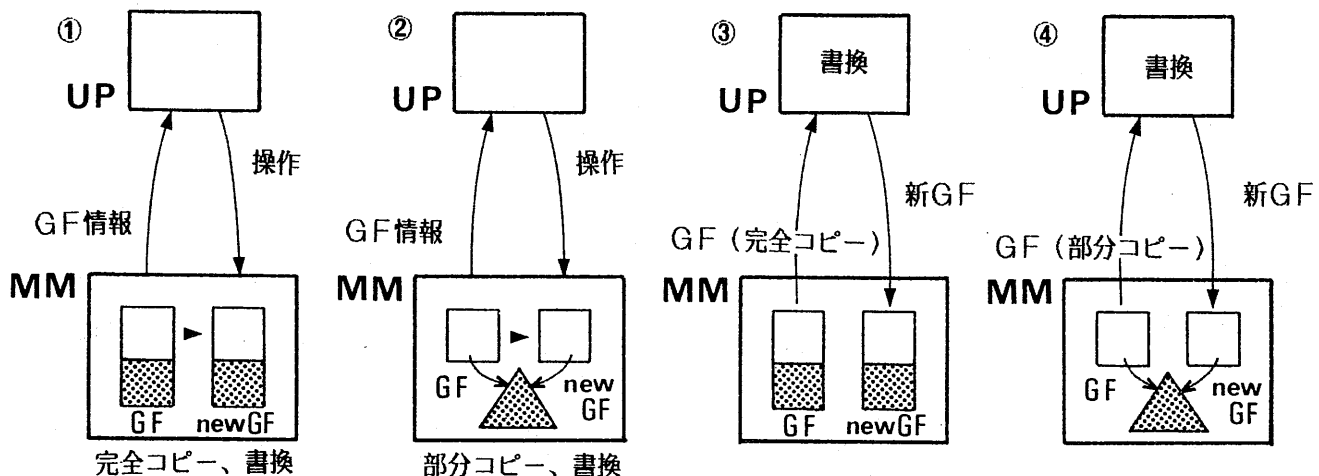 ①
UP
操作
GF情報
MM
GF
newGF
完全コピー、書換
②
UP
操作
GF情報
MM
GF
new
GF
部分コピー、書換
③
書換
UP
新GF
GF(完全コピー)
MM
GF
newGF
④
書換
UP
新GF
GF(部分コピー)
MM
GF
new
GF